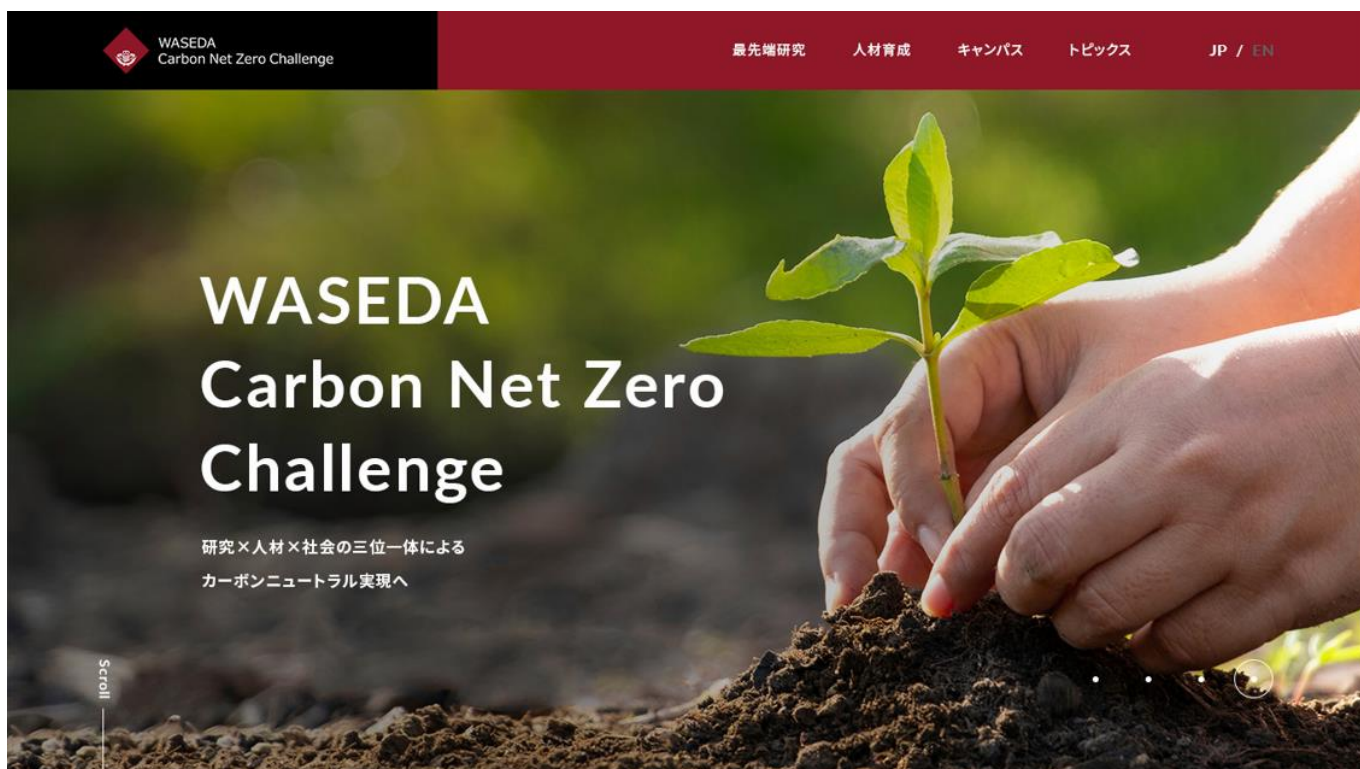 WASEDA
Carbon Net Zero Challenge
最先端研究
人材育成
キャンパス
トピックス
JP / EN
WASEDA
Carbon Net Zero
Challenge
研究×人材×社会の三位一体による
カーボンニュートラル実現へ
Scroll